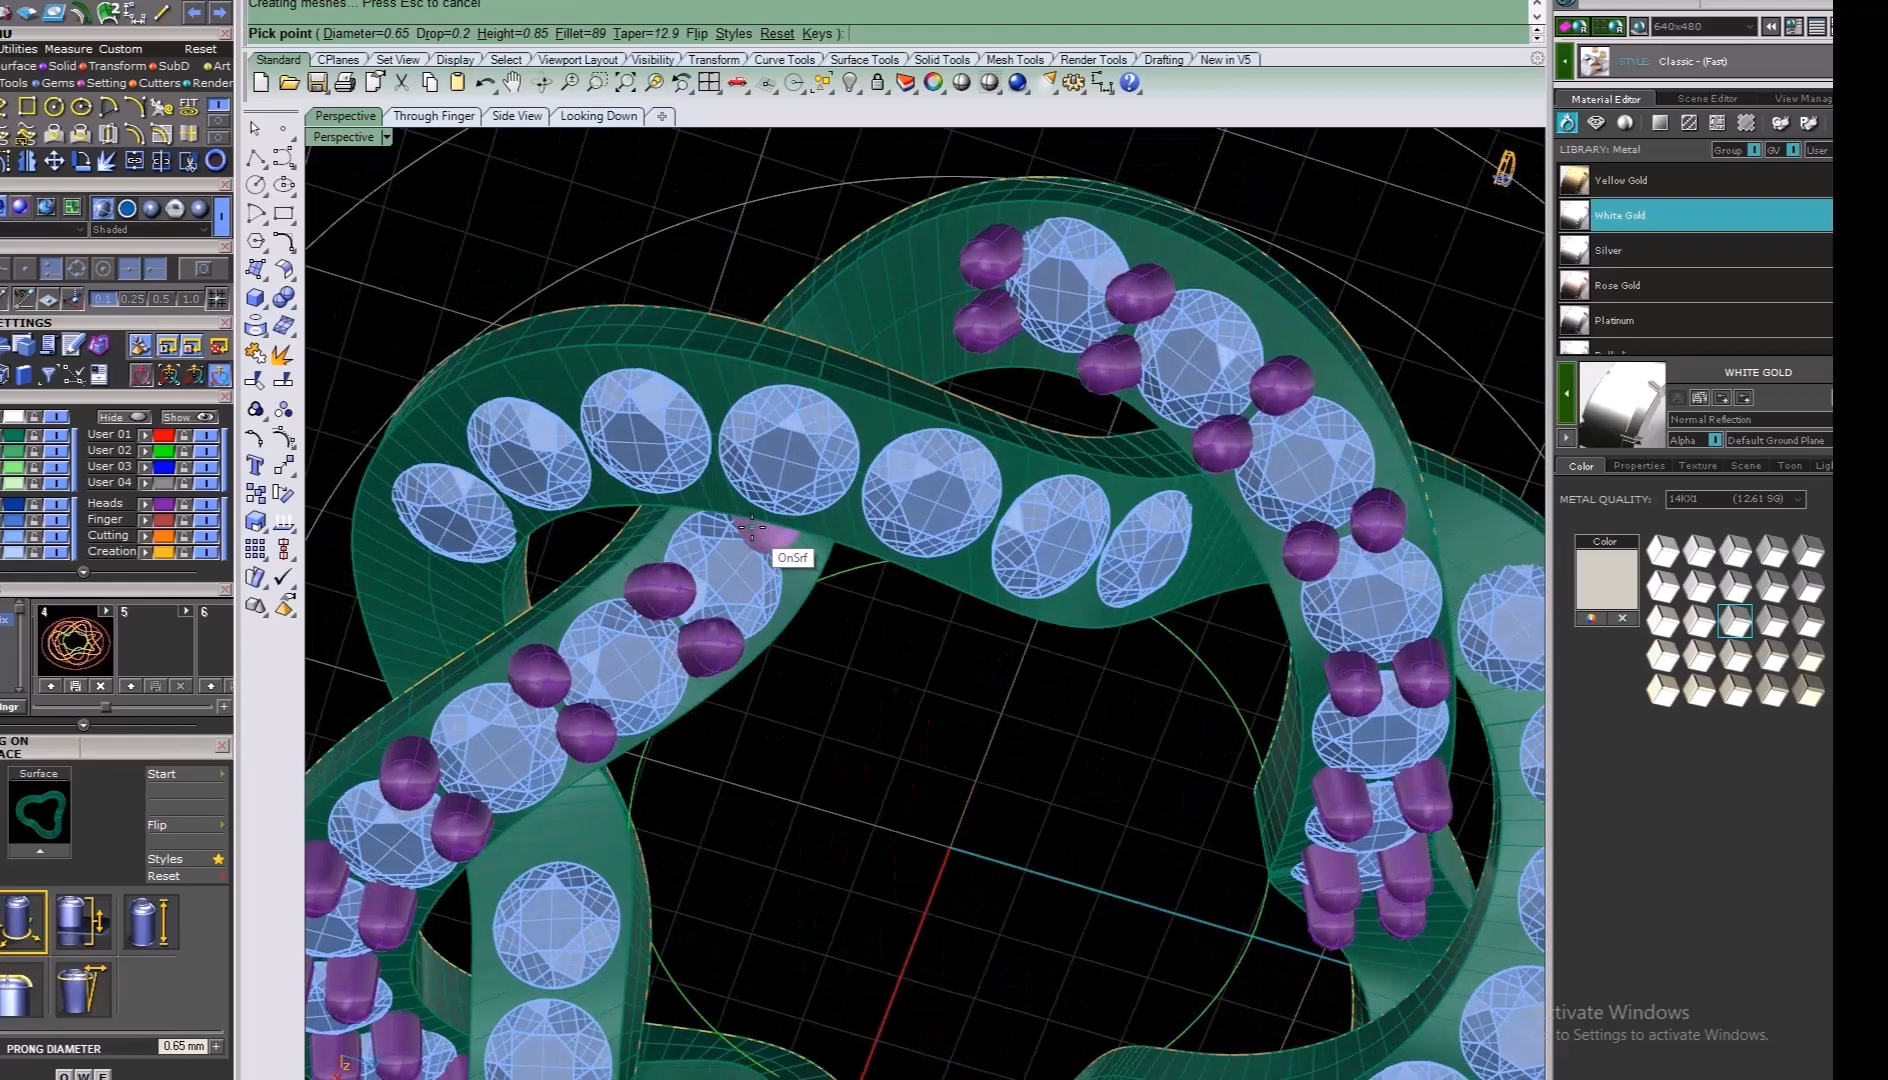 Creating meshes... Press Esc to cancel
Pick point ( Diameter=0.65 Drop=0.2 Height=0.85 Fillet=89 Taper=12.9 Flip Styles Reset Keys ):
Standard CPlanes Set View Display Select Viewport Layout Visibility Transform Curve Tools Surface Tools Solid Tools Mesh Tools Render Tools Drafting New in V5
Perspective Through Finger Side View Looking Down
Perspective
Utilities Measure Custom Reset
Surface Solid Transform SubD Art
Tools Gems Setting Cutters Render
FIT
Shaded
0.1 0.25 0.5 1.0
SETTINGS
Hide Show
User 01
User 02
User 03
User 04
Heads
Finger
Cutting
Creation
4 5 6
Surface
Start
Flip
Styles
Reset
PRONG DIAMETER 0.65 mm
OnSrf
z
640x480
STYLE: Classic - (Fast)
Material Editor Scene Editor View Manag
LIBRARY: Metal Group GV User
Yellow Gold
White Gold
Silver
Rose Gold
Platinum
WHITE GOLD
Normal Reflection
Alpha Default Ground Plane
Color Properties Texture Scene Toon
METAL QUALITY: 14KX1 (12.61 SG)
Color
tivate Windows
to Settings to activate Windows.